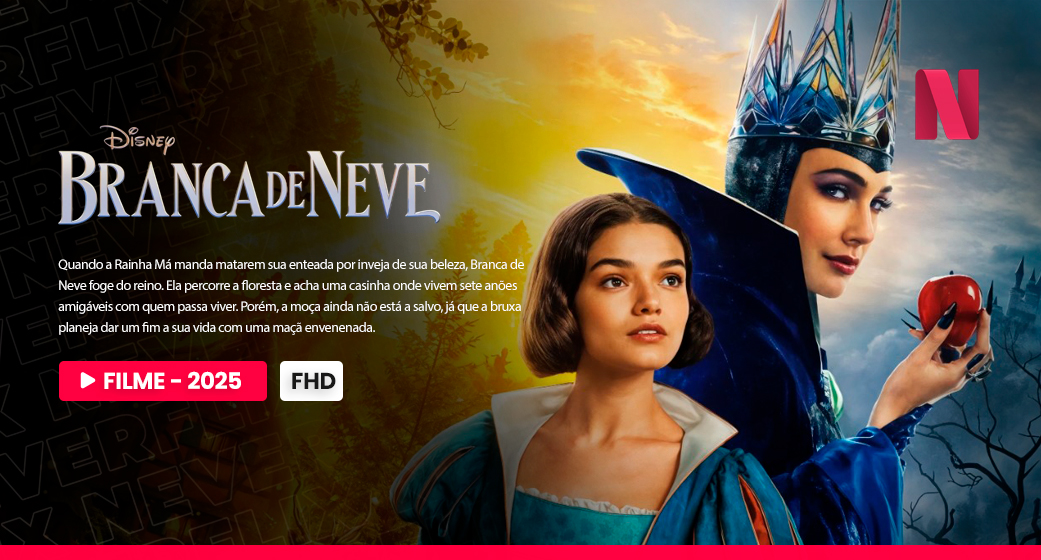 Disney
BRANCA DE NEVE
Quando a Rainha Má manda matarem sua enteada por inveja de sua beleza, Branca de
Neve foge do reino. Ela percorre a floresta e acha uma casinha onde vivem sete anões
amigáveis com quem passa viver. Porém, a moça ainda não está a salvo, já que a bruxa
planeja dar um fim a sua vida com uma maçã envenenada.
FILME - 2025
FHD
N